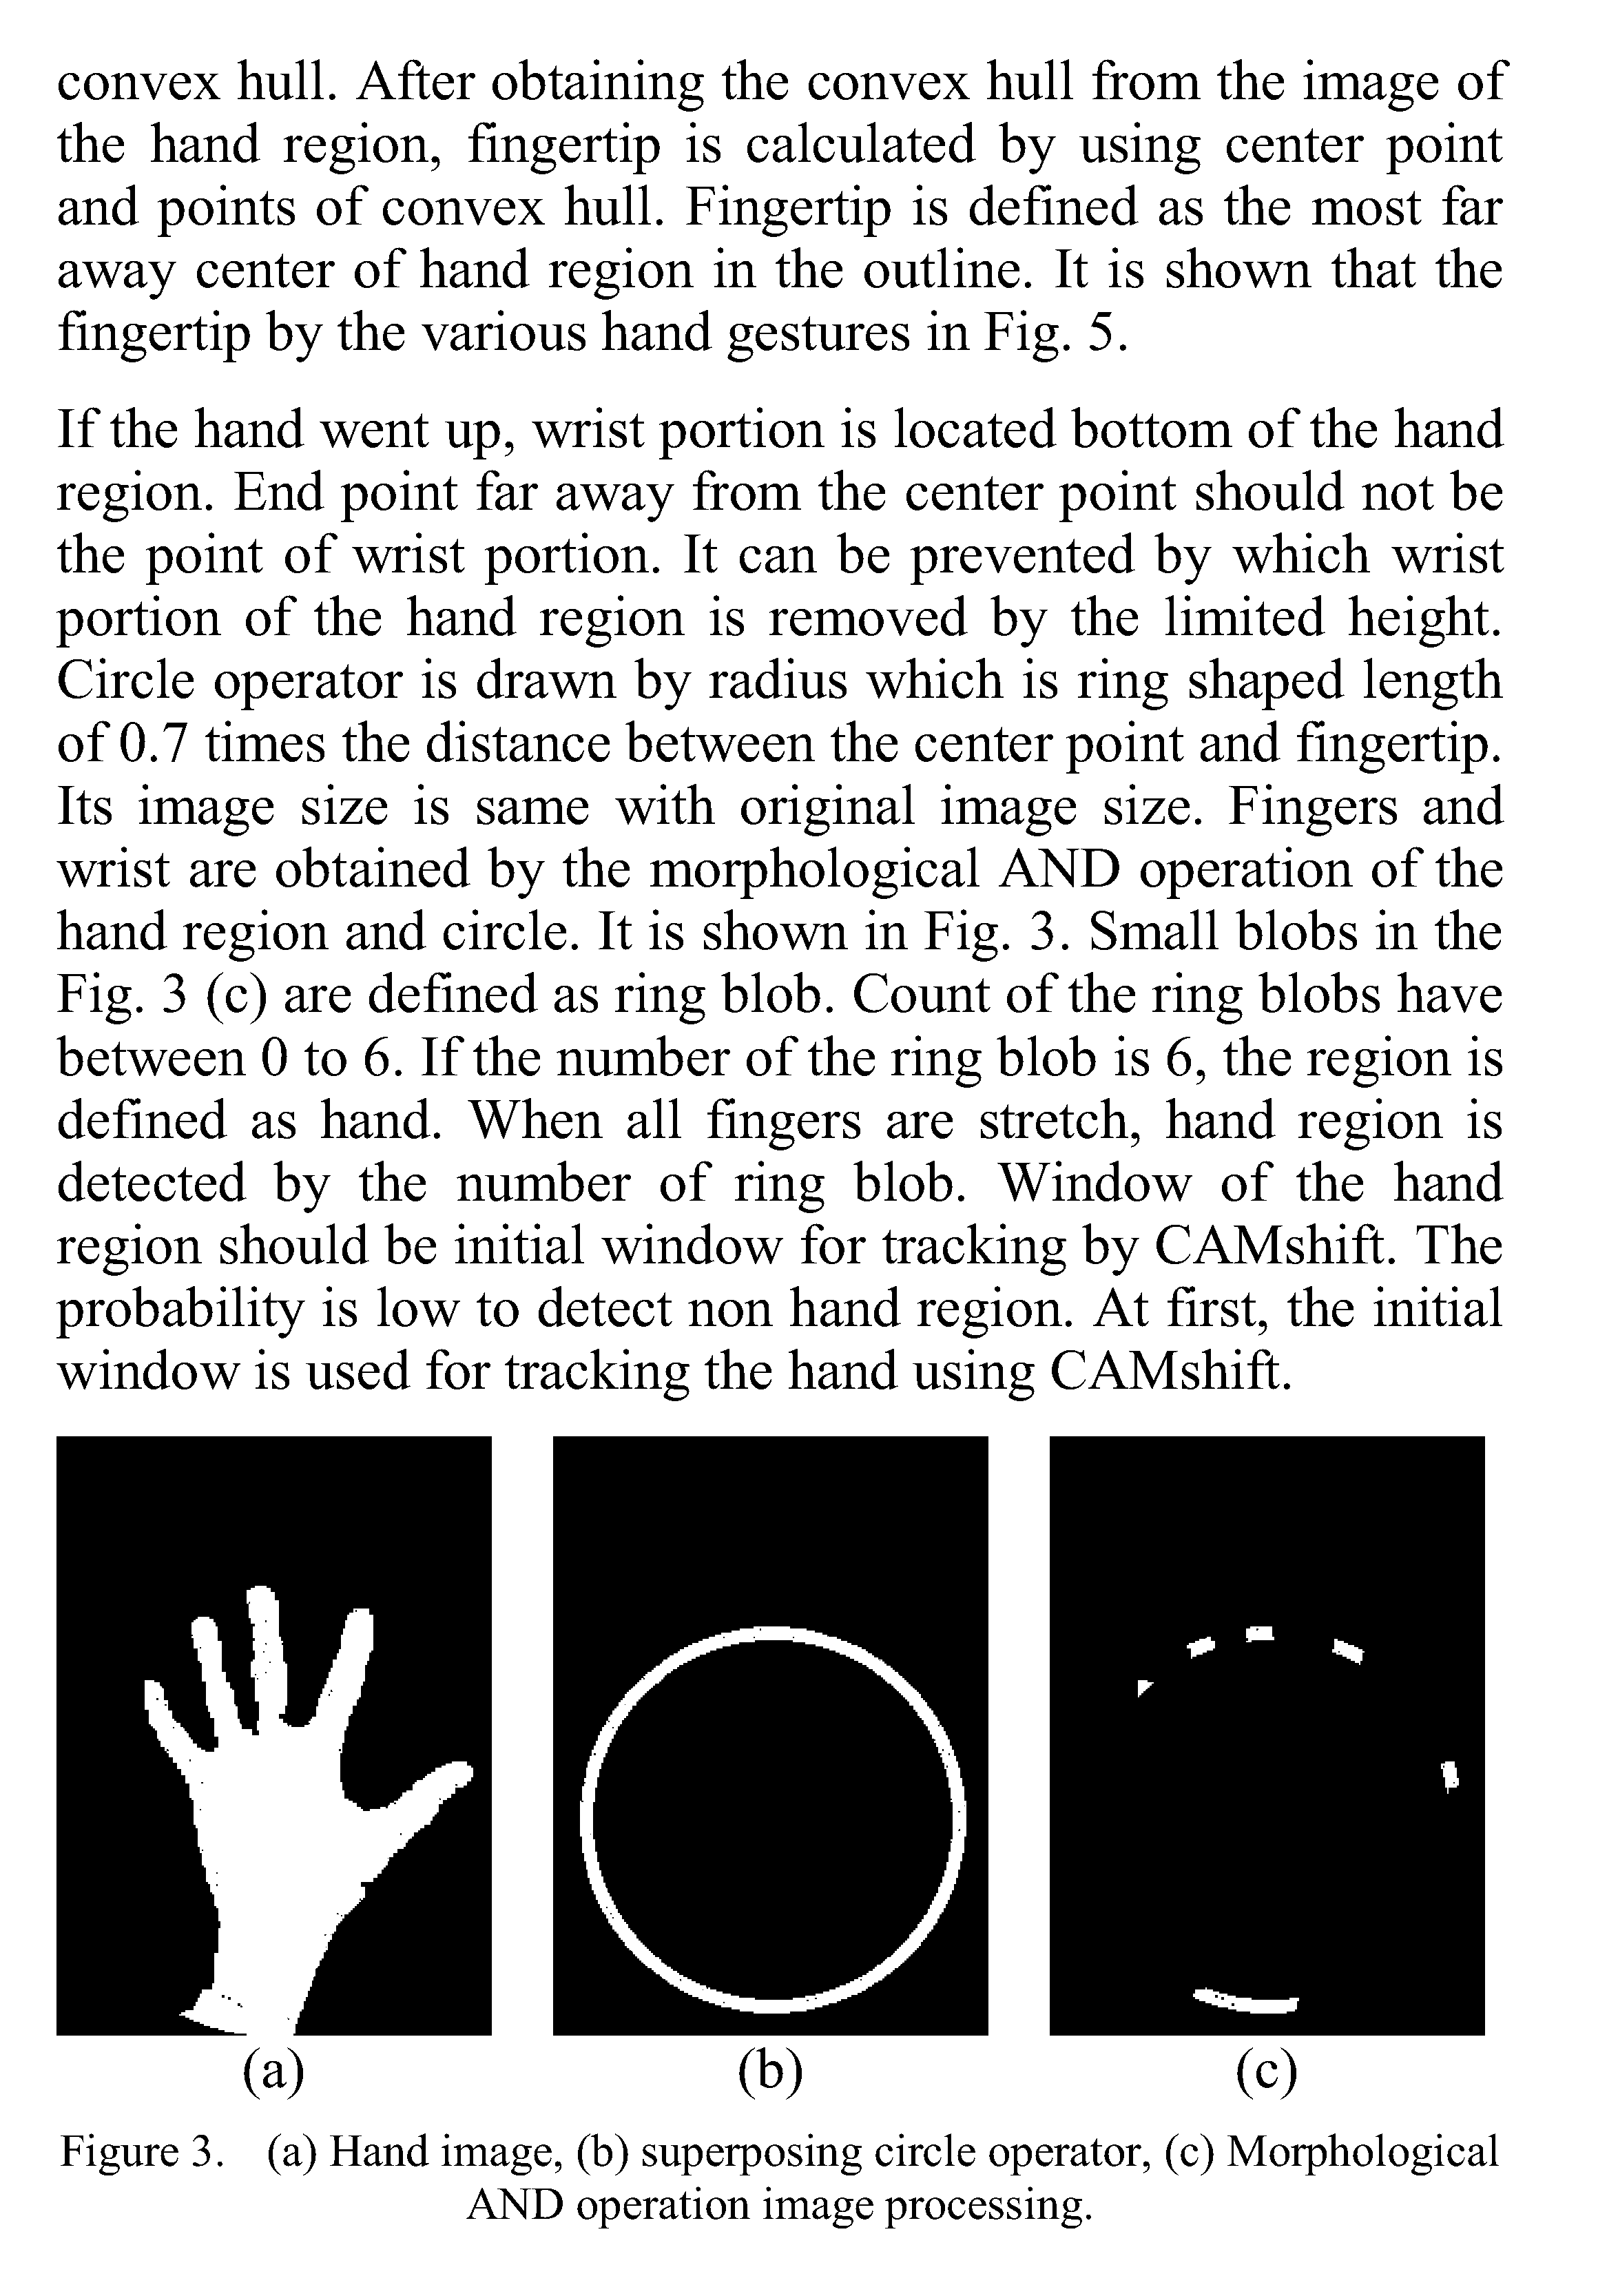 convex hull. After obtaining the convex hull from the image of
the hand region, fingertip is calculated by using center point
and points of convex hull. Fingertip is defined as the most far
away center of hand region in the outline. It is shown that the
fingertip by the various hand gestures in Fig. 5.
If the hand went up, wrist portion is located bottom of the hand
region. End point far away from the center point should not be
the point of wrist portion. It can be prevented by which wrist
portion of the hand region is removed by the limited height.
Circle operator is drawn by radius which is ring shaped length
of 0.7 times the distance between the center point and fingertip.
Its image size is same with original image size. Fingers and
wrist are obtained by the morphological AND operation of the
hand region and circle. It is shown in Fig. 3. Small blobs in the
Fig. 3 (c) are defined as ring blob. Count of the ring blobs have
between 0 to 6. If the number of the ring blob is 6, the region is
defined as hand. When all fingers are stretch, hand region is
detected by the number of ring blob. Window of the hand
region should be initial window for tracking by CAMshift. The
probability is low to detect non hand region. At first, the initial
window is used for tracking the hand using CAMshift.
(a) (b) (c)
Figure 3. (a) Hand image, (b) superposing circle operator, (c) Morphological
AND operation image processing.